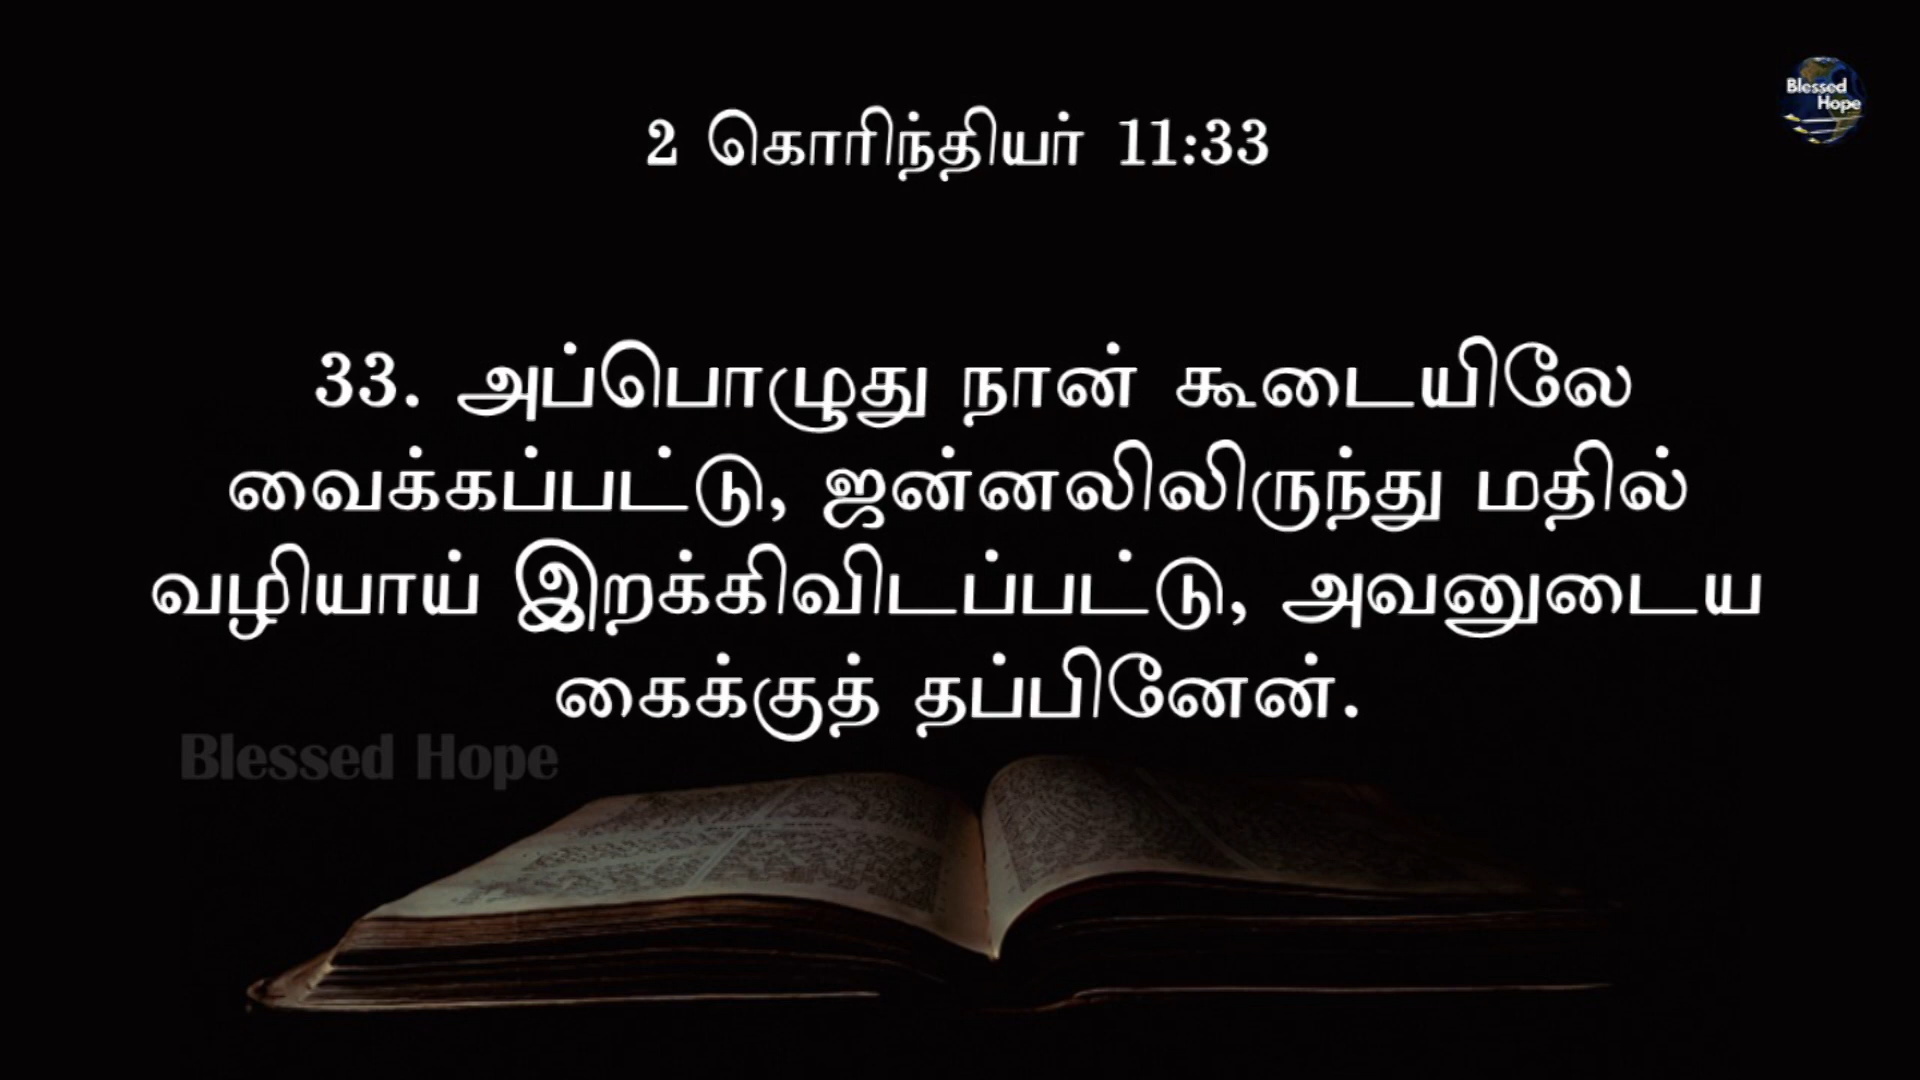 Blessed
Hope
2 கொரிந்தியர் 11:33
33. அப்பொழுது நான் கூடையிலே
வைக்கப்பட்டு, ஜன்னலிலிருந்து மதில்
வழியாய் இறக்கிவிடப்பட்டு, அவனுடைய
கைக்குத் தப்பினேன்.
Blessed Hope